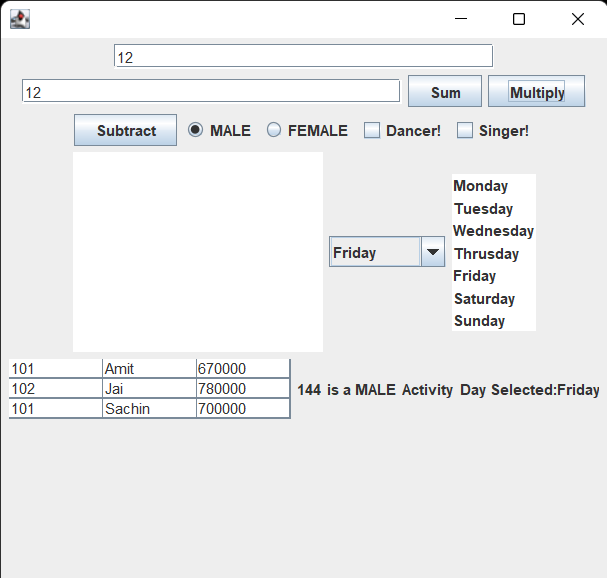 12
12 Sum Multiply
Subtract MALE FEMALE Dancer! Singer!
Friday
Monday
Tuesday
Wednesday
Thrusday
Friday
Saturday
Sunday
101 Amit 670000
102 Jai 780000
101 Sachin 700000
144 is a MALE Activity Day Selected:Friday